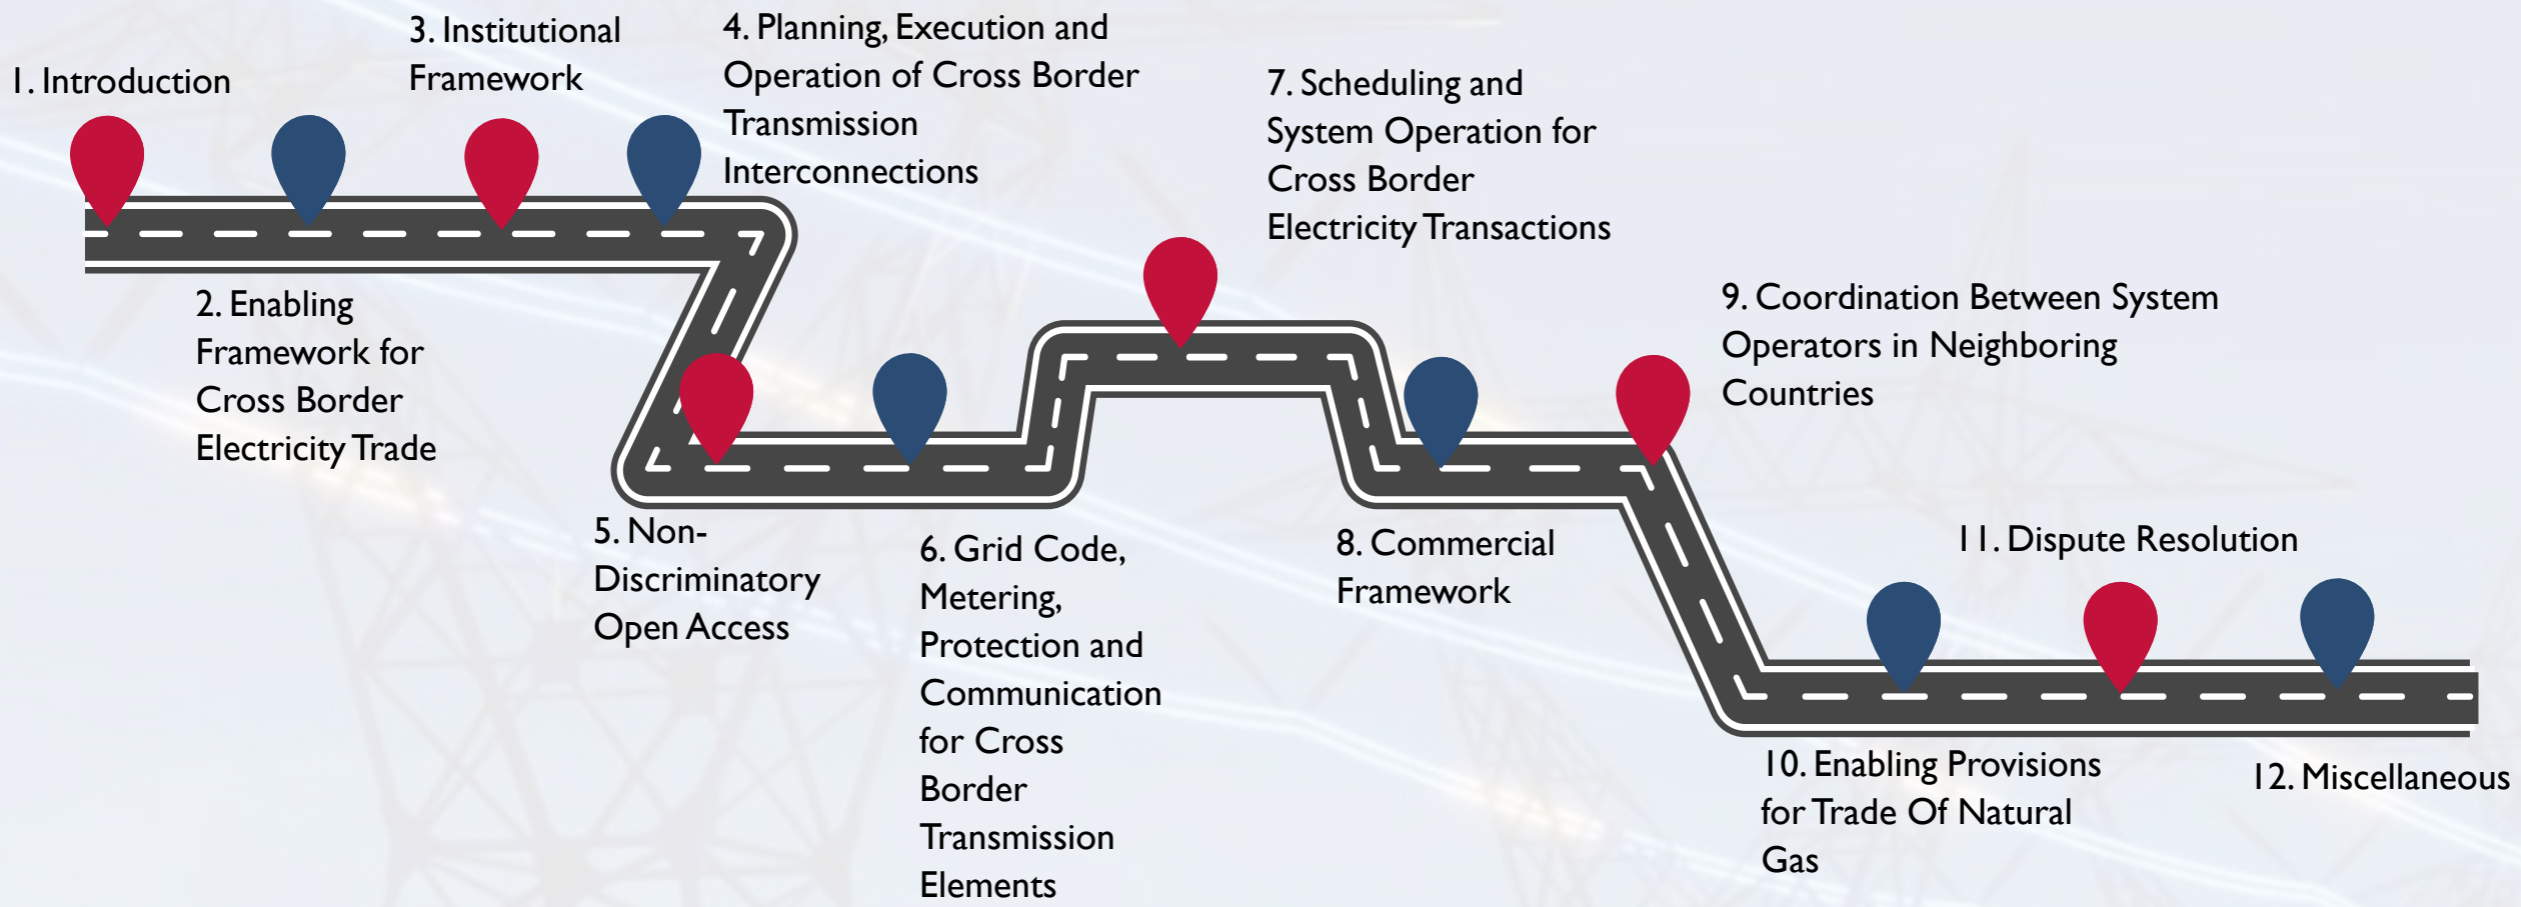 1. Introduction
2. Enabling
Framework for
Cross Border
Electricity Trade
3. Institutional
Framework
4. Planning, Execution and
Operation of Cross Border
Transmission
Interconnections
5. Non-
Discriminatory
Open Access
6. Grid Code,
Metering,
Protection and
Communication
for Cross
Border
Transmission
Elements
7. Scheduling and
System Operation for
Cross Border
Electricity Transactions
8. Commercial
Framework
9. Coordination Between System
Operators in Neighboring
Countries
10. Enabling Provisions
for Trade Of Natural
Gas
11. Dispute Resolution
12. Miscellaneous